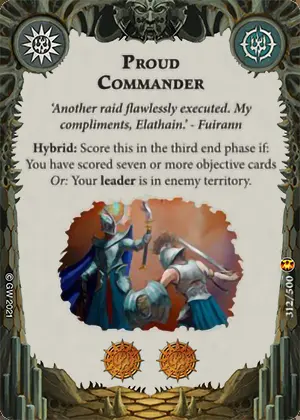 PROUD
COMMANDER
'Another raid flawlessly executed. My
compliments, Elathain.' - Fuirann
Hybrid: Score this in the third end phase if:
You have scored seven or more objective cards
Or: Your leader is in enemy territory.
© GW 2021
312/500